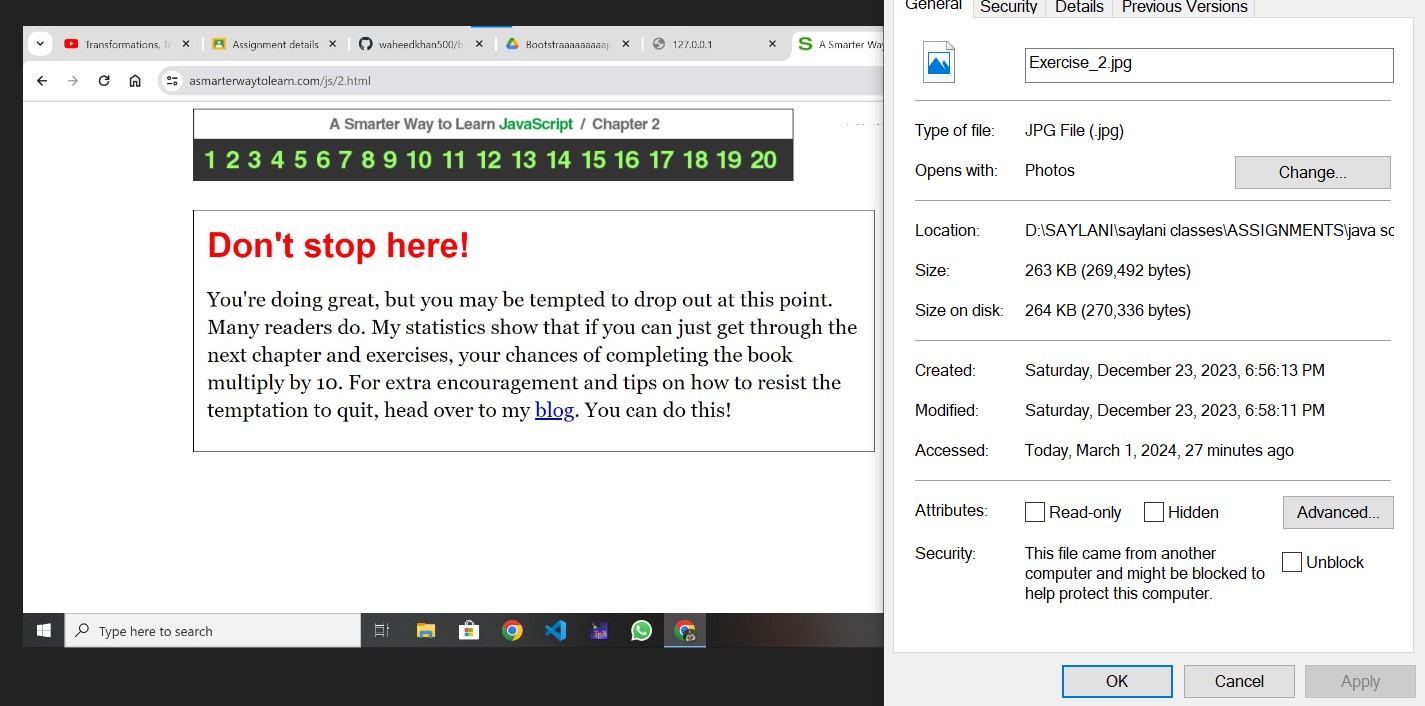 Transformations, Tr
Assignment details
waheedkhan500/b
Bootstraaaaaaaaap
127.0.0.1
A Smarter Way
asmarterwaytolearn.com/js/2.html
A Smarter Way to Learn JavaScript / Chapter 2
1 2 3 4 5 6 7 8 9 10 11 12 13 14 15 16 17 18 19 20
Don't stop here!
You're doing great, but you may be tempted to drop out at this point.
Many readers do. My statistics show that if you can just get through the
next chapter and exercises, your chances of completing the book
multiply by 10. For extra encouragement and tips on how to resist the
temptation to quit, head over to my blog. You can do this!
Type here to search
General Security Details Previous Versions
Exercise_2.jpg
Type of file: JPG File (.jpg)
Opens with: Photos Change...
Location: D:\SAYLANI\saylani classes\ASSIGNMENTS\java sc
Size: 263 KB (269,492 bytes)
Size on disk: 264 KB (270,336 bytes)
Created: Saturday, December 23, 2023, 6:56:13 PM
Modified: Saturday, December 23, 2023, 6:58:11 PM
Accessed: Today, March 1, 2024, 27 minutes ago
Attributes: Read-only Hidden Advanced...
Security: This file came from another
computer and might be blocked to
help protect this computer.
Unblock
OK Cancel Apply